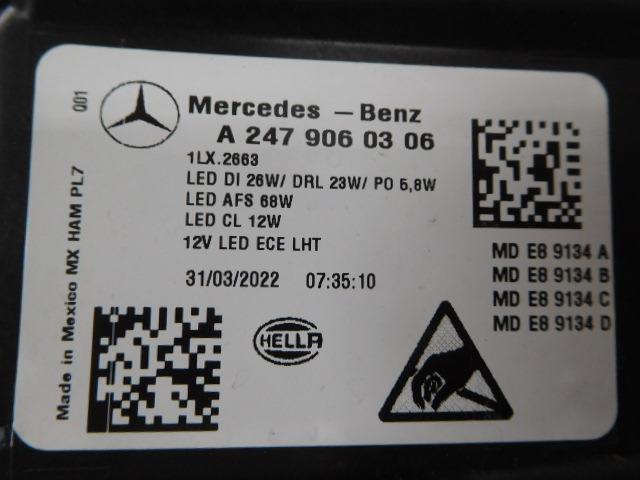 Mercedes - Benz
A 247 906 03 06
1LX.2663
LED DI 26W/ DRL 23W/ PO 5,8W
LED AFS 68W
LED CL 12W
12V LED ECE LHT
31/03/2022 07:35:10
MD E8 9134 A
MD E8 9134 B
MD E8 9134 C
MD E8 9134 D
HELLA
Made in Mexico MX HAM PL7
Q01